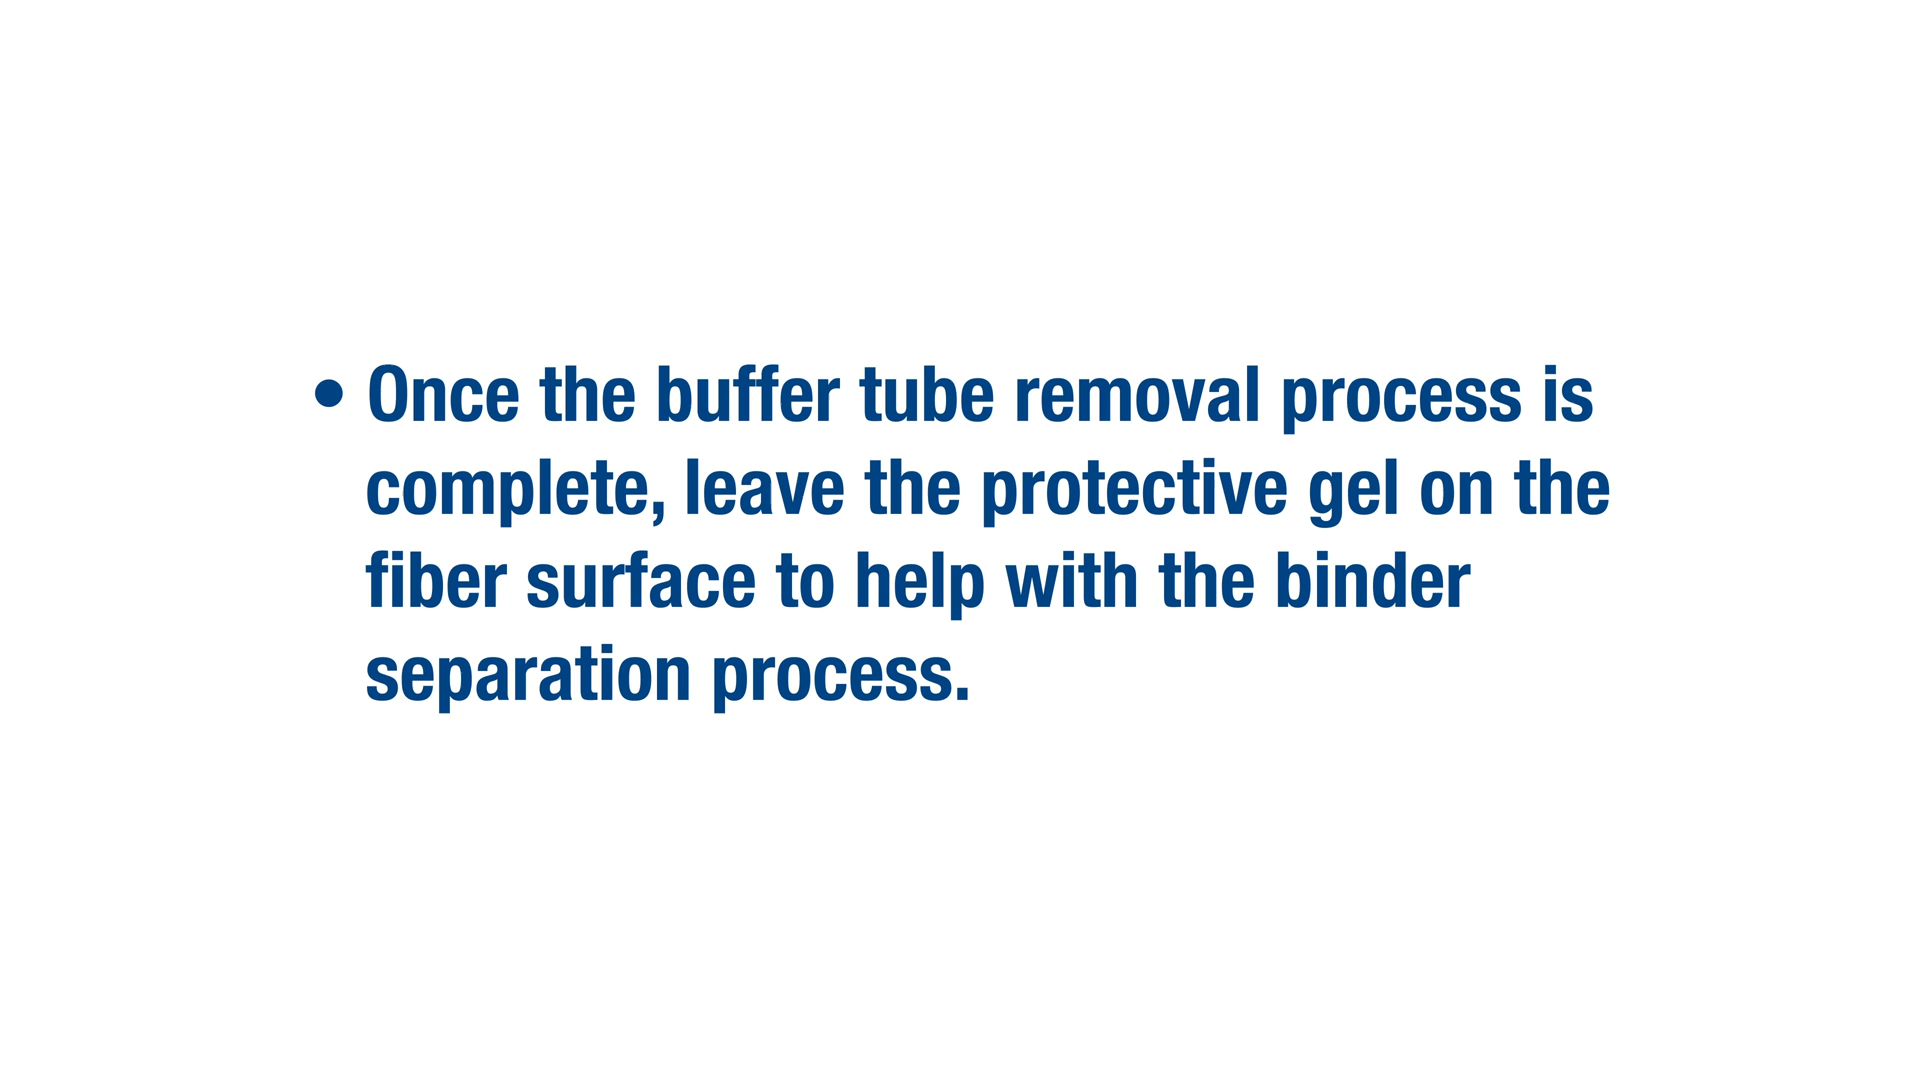 • Once the buffer tube removal process is
complete, leave the protective gel on the
fiber surface to help with the binder
separation process.